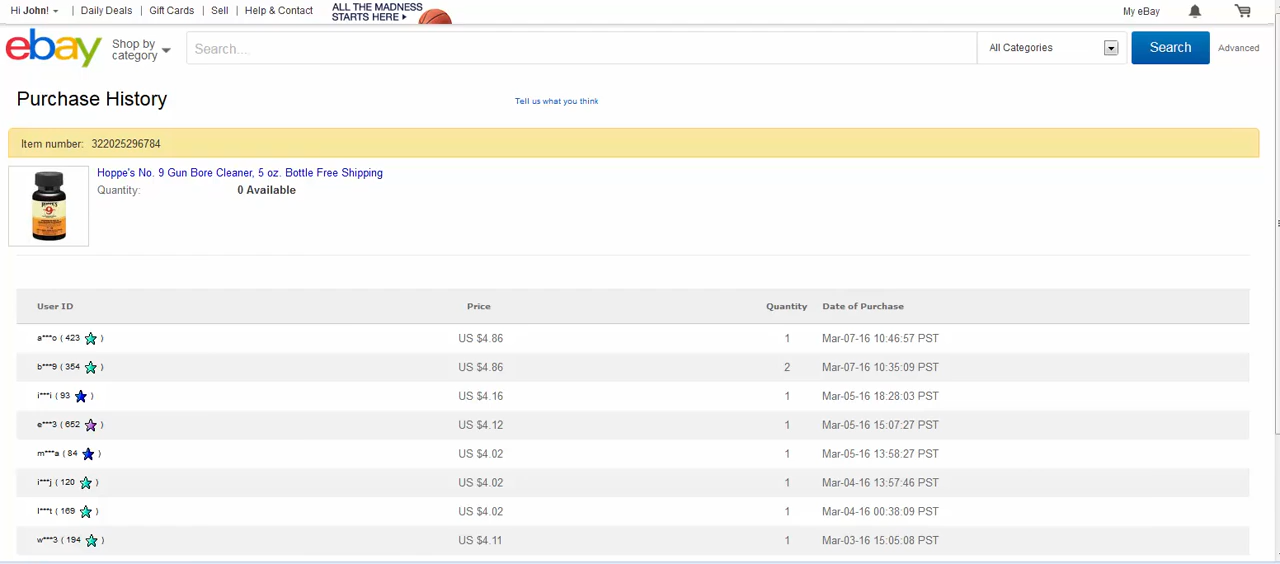 Hi John! | Daily Deals | Gift Cards | Sell | Help & Contact
ALL THE MADNESS
STARTS HERE
My eBay
ebay
Shop by
category
Search....
All Categories
Search
Advanced
Purchase History
Tell us what you think
Item number: 322025296784
Hoppe's No. 9 Gun Bore Cleaner, 5 oz. Bottle Free Shipping
Quantity: 0 Available
HOPPE'S
9
User ID Price Quantity Date of Purchase
a***o ( 423 ) US $4.86 1 Mar-07-16 10:46:57 PST
b***9 ( 354 ) US $4.86 2 Mar-07-16 10:35:09 PST
i***i ( 93 ) US $4.16 1 Mar-05-16 18:28:03 PST
e***3 ( 652 ) US $4.12 1 Mar-05-16 15:07:27 PST
m***a ( 84 ) US $4.02 1 Mar-05-16 13:58:27 PST
i***j ( 120 ) US $4.02 1 Mar-04-16 13:57:46 PST
l***t ( 169 ) US $4.02 1 Mar-04-16 00:38:09 PST
w***3 ( 194 ) US $4.11 1 Mar-03-16 15:05:08 PST